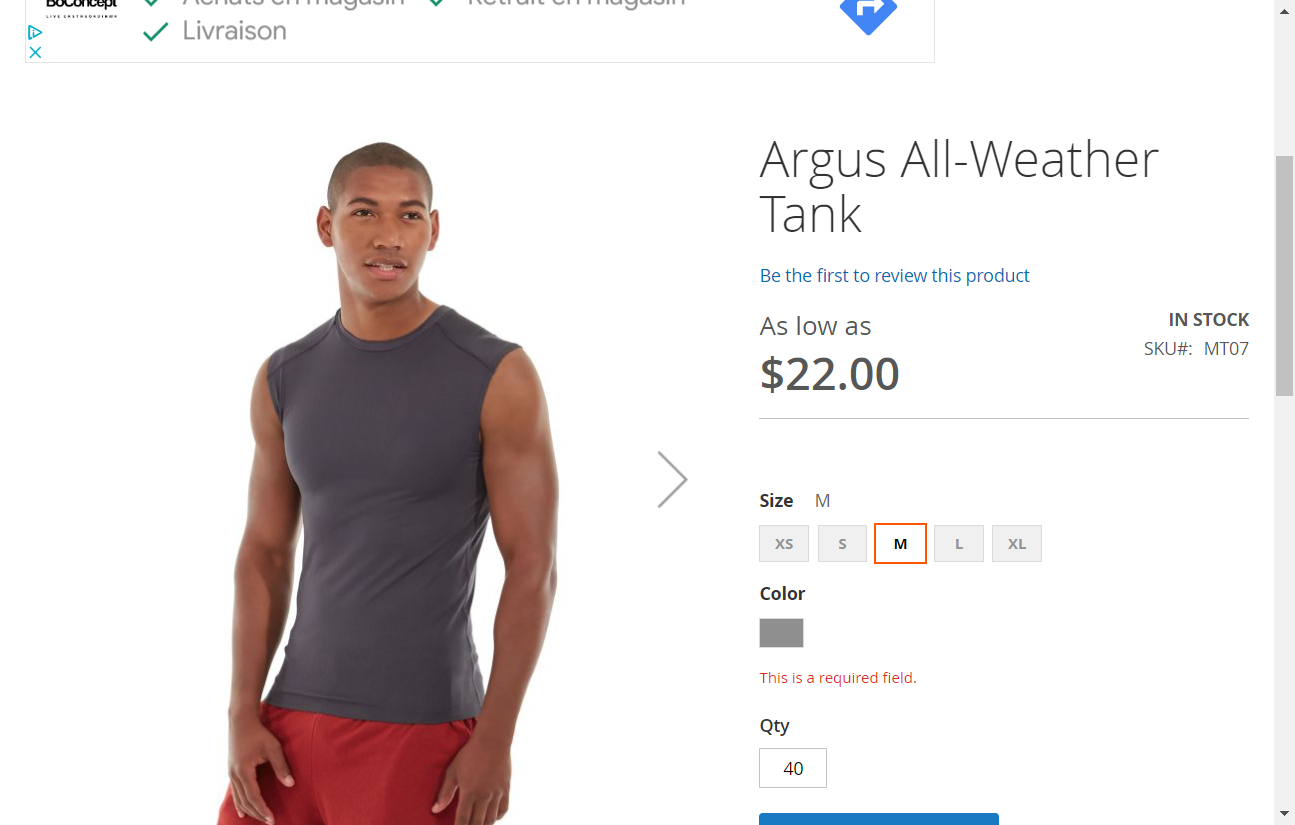 BoConcept
LIVE EKSTRAORDINÆR
Achats en magasin
Retrait en magasin
Livraison
Argus All-Weather
Tank
Be the first to review this product
As low as
IN STOCK
$22.00
SKU#: MT07
Size M
XS S M L XL
Color
This is a required field.
Qty
40